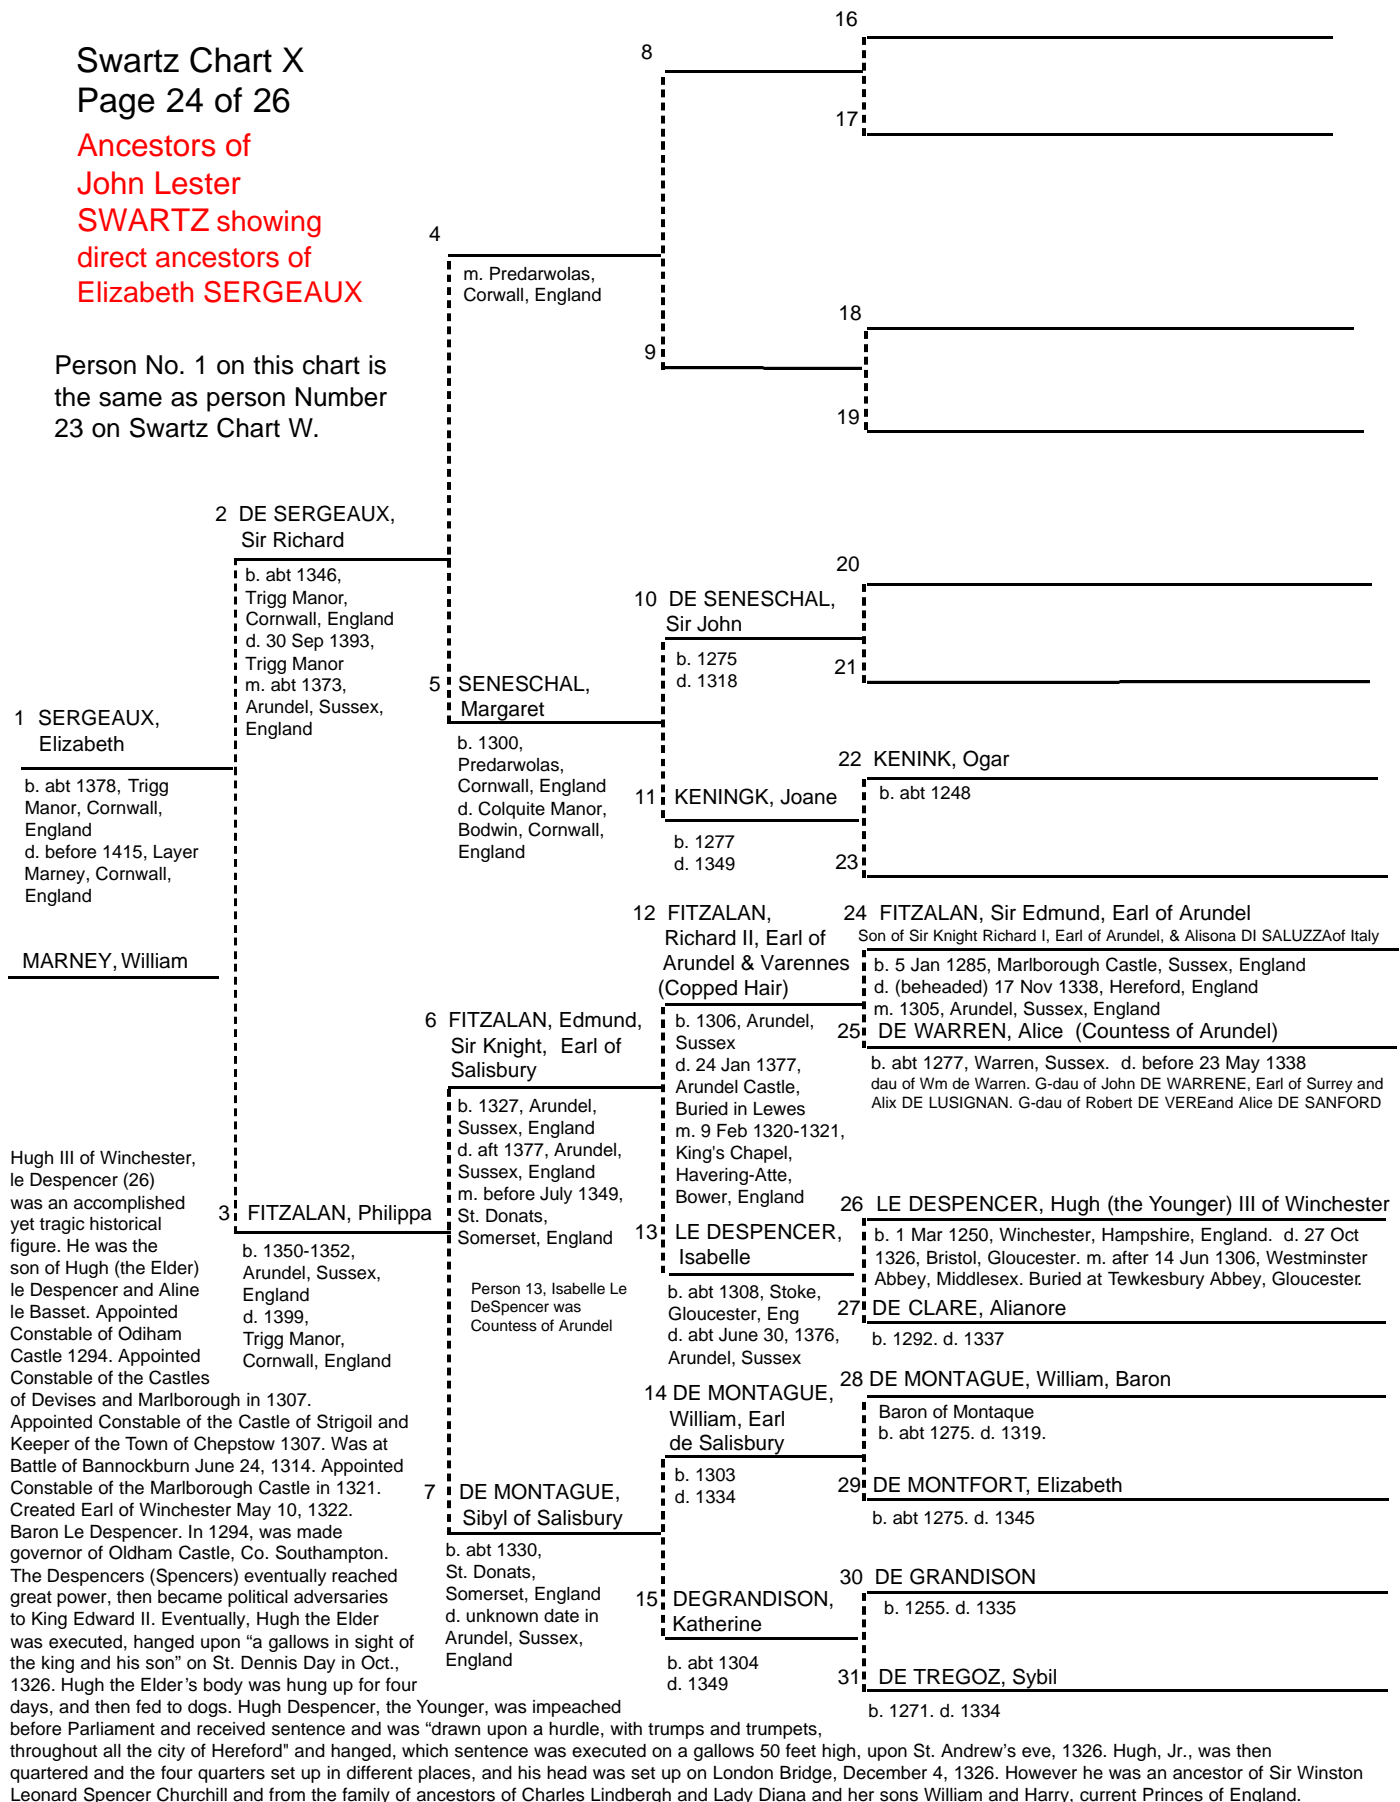 Swartz Chart X
Page 24 of 26
Ancestors of
John Lester
SWARTZ showing
direct ancestors of
Elizabeth SERGEAUX
Person No. 1 on this chart is
the same as person Number
23 on Swartz Chart W.
1 SERGEAUX,
Elizabeth
b. abt 1378, Trigg
Manor, Cornwall,
England
d. before 1415, Layer
Marney, Cornwall,
England
MARNEY, William
2 DE SERGEAUX,
Sir Richard
b. abt 1346,
Trigg Manor,
Cornwall, England
d. 30 Sep 1393,
Trigg Manor
m. abt 1373,
Arundel, Sussex,
England
3 FITZALAN, Philippa
b. 1350-1352,
Arundel, Sussex,
England
d. 1399,
Trigg Manor,
Cornwall, England
4
m. Predarwolas,
Corwall, England
5 SENESCHAL,
Margaret
b. 1300,
Predarwolas,
Cornwall, England
d. Colquite Manor,
Bodwin, Cornwall,
England
6 FITZALAN, Edmund,
Sir Knight, Earl of
Salisbury
b. 1327, Arundel,
Sussex, England
d. aft 1377, Arundel,
Sussex, England
m. before July 1349,
St. Donats,
Somerset, England
Person 13, Isabelle Le
DeSpencer was
Countess of Arundel
7 DE MONTAGUE,
Sibyl of Salisbury
b. abt 1330,
St. Donats,
Somerset, England
d. unknown date in
Arundel, Sussex,
England
8
9
10 DE SENESCHAL,
Sir John
b. 1275
d. 1318
11 KENINGK, Joane
b. 1277
d. 1349
12 FITZALAN,
Richard II, Earl of
Arundel & Varennes
(Copped Hair)
b. 1306, Arundel,
Sussex
d. 24 Jan 1377,
Arundel Castle,
Buried in Lewes
m. 9 Feb 1320-1321,
King's Chapel,
Havering-Atte,
Bower, England
13 LE DESPENCER,
Isabelle
b. abt 1308, Stoke,
Gloucester, Eng
d. abt June 30, 1376,
Arundel, Sussex
14 DE MONTAGUE,
William, Earl
de Salisbury
b. 1303
d. 1334
15 DEGRANDISON,
Katherine
b. abt 1304
d. 1349
16
17
18
19
20
21
22 KENINK, Ogar
b. abt 1248
23
24 FITZALAN, Sir Edmund, Earl of Arundel
Son of Sir Knight Richard I, Earl of Arundel, & Alisona DI SALUZZAof Italy
b. 5 Jan 1285, Marlborough Castle, Sussex, England
d. (beheaded) 17 Nov 1338, Hereford, England
m. 1305, Arundel, Sussex, England
25 DE WARREN, Alice (Countess of Arundel)
b. abt 1277, Warren, Sussex. d. before 23 May 1338
dau of Wm de Warren. G-dau of John DE WARRENE, Earl of Surrey and
Alix DE LUSIGNAN. G-dau of Robert DE VEREand Alice DE SANFORD
26 LE DESPENCER, Hugh (the Younger) III of Winchester
b. 1 Mar 1250, Winchester, Hampshire, England. d. 27 Oct
1326, Bristol, Gloucester. m. after 14 Jun 1306, Westminster
Abbey, Middlesex. Buried at Tewkesbury Abbey, Gloucester.
27 DE CLARE, Alianore
b. 1292. d. 1337
28 DE MONTAGUE, William, Baron
Baron of Montaque
b. abt 1275. d. 1319.
29 DE MONTFORT, Elizabeth
b. abt 1275. d. 1345
30 DE GRANDISON
b. 1255. d. 1335
31 DE TREGOZ, Sybil
b. 1271. d. 1334
Hugh III of Winchester,
le Despencer (26)
was an accomplished
yet tragic historical
figure. He was the
son of Hugh (the Elder)
le Despencer and Aline
le Basset. Appointed
Constable of Odiham
Castle 1294. Appointed
Constable of the Castles
of Devises and Marlborough in 1307.
Appointed Constable of the Castle of Strigoil and
Keeper of the Town of Chepstow 1307. Was at
Battle of Bannockburn June 24, 1314. Appointed
Constable of the Marlborough Castle in 1321.
Created Earl of Winchester May 10, 1322.
Baron Le Despencer. In 1294, was made
governor of Oldham Castle, Co. Southampton.
The Despencers (Spencers) eventually reached
great power, then became political adversaries
to King Edward II. Eventually, Hugh the Elder
was executed, hanged upon “a gallows in sight of
the king and his son” on St. Dennis Day in Oct.,
1326. Hugh the Elder’s body was hung up for four
days, and then fed to dogs. Hugh Despencer, the Younger, was impeached
before Parliament and received sentence and was “drawn upon a hurdle, with trumps and trumpets,
throughout all the city of Hereford" and hanged, which sentence was executed on a gallows 50 feet high, upon St. Andrew’s eve, 1326. Hugh, Jr., was then
quartered and the four quarters set up in different places, and his head was set up on London Bridge, December 4, 1326. However he was an ancestor of Sir Winston
Leonard Spencer Churchill and from the family of ancestors of Charles Lindbergh and Lady Diana and her sons William and Harry, current Princes of England.